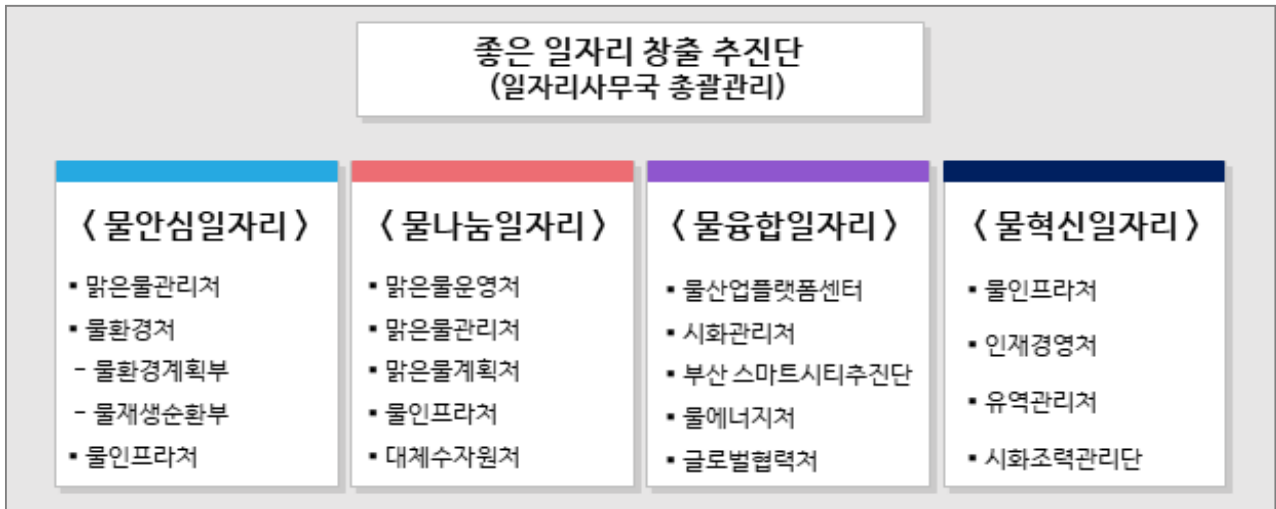 좋은 일자리 창출 추진단
(일자리사무국 총괄관리)
〈 물안심일자리 〉
▪ 맑은물관리처
▪ 물환경처
- 물환경계획부
- 물재생순환부
▪ 물인프라처
〈 물나눔일자리 〉
▪ 맑은물운영처
▪ 맑은물관리처
▪ 맑은물계획처
▪ 물인프라처
▪ 대체수자원처
〈 물융합일자리 〉
▪ 물산업플랫폼센터
▪ 시화관리처
▪ 부산 스마트시티추진단
▪ 물에너지처
▪ 글로벌협력처
〈 물혁신일자리 〉
▪ 물인프라처
▪ 인재경영처
▪ 유역관리처
▪ 시화조력관리단